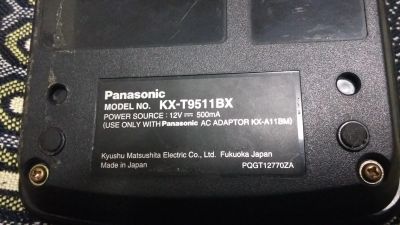 Panasonic
MODEL NO. KX-T9511BX
POWER SOURCE : 12V ⎓ 500mA
(USE ONLY WITH Panasonic AC ADAPTOR KX-A11BM)
Kyushu Matsushita Electric Co., Ltd. Fukuoka Japan
Made in Japan PQGT12770ZA